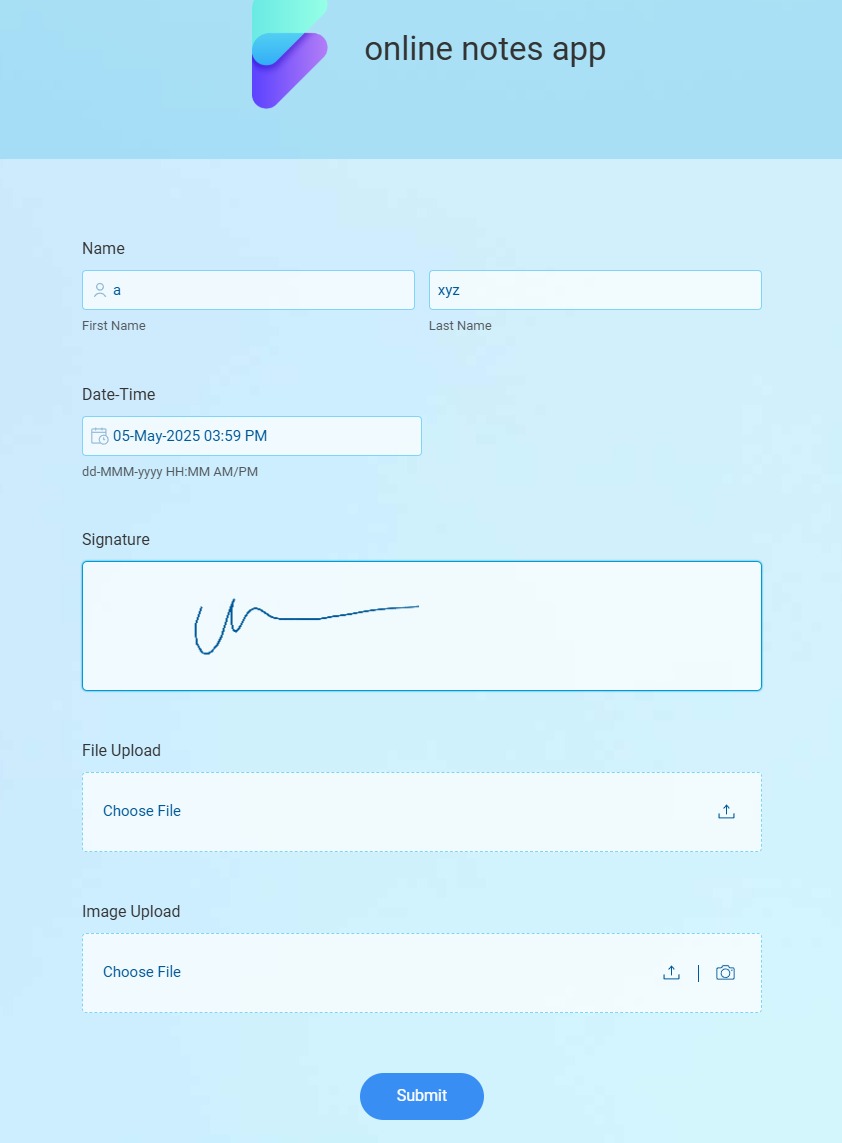 online notes app
Name
a xyz
First Name Last Name
Date-Time
05-May-2025 03:59 PM
dd-MMM-yyyy HH:MM AM/PM
Signature
File Upload
Choose File
Image Upload
Choose File
Submit